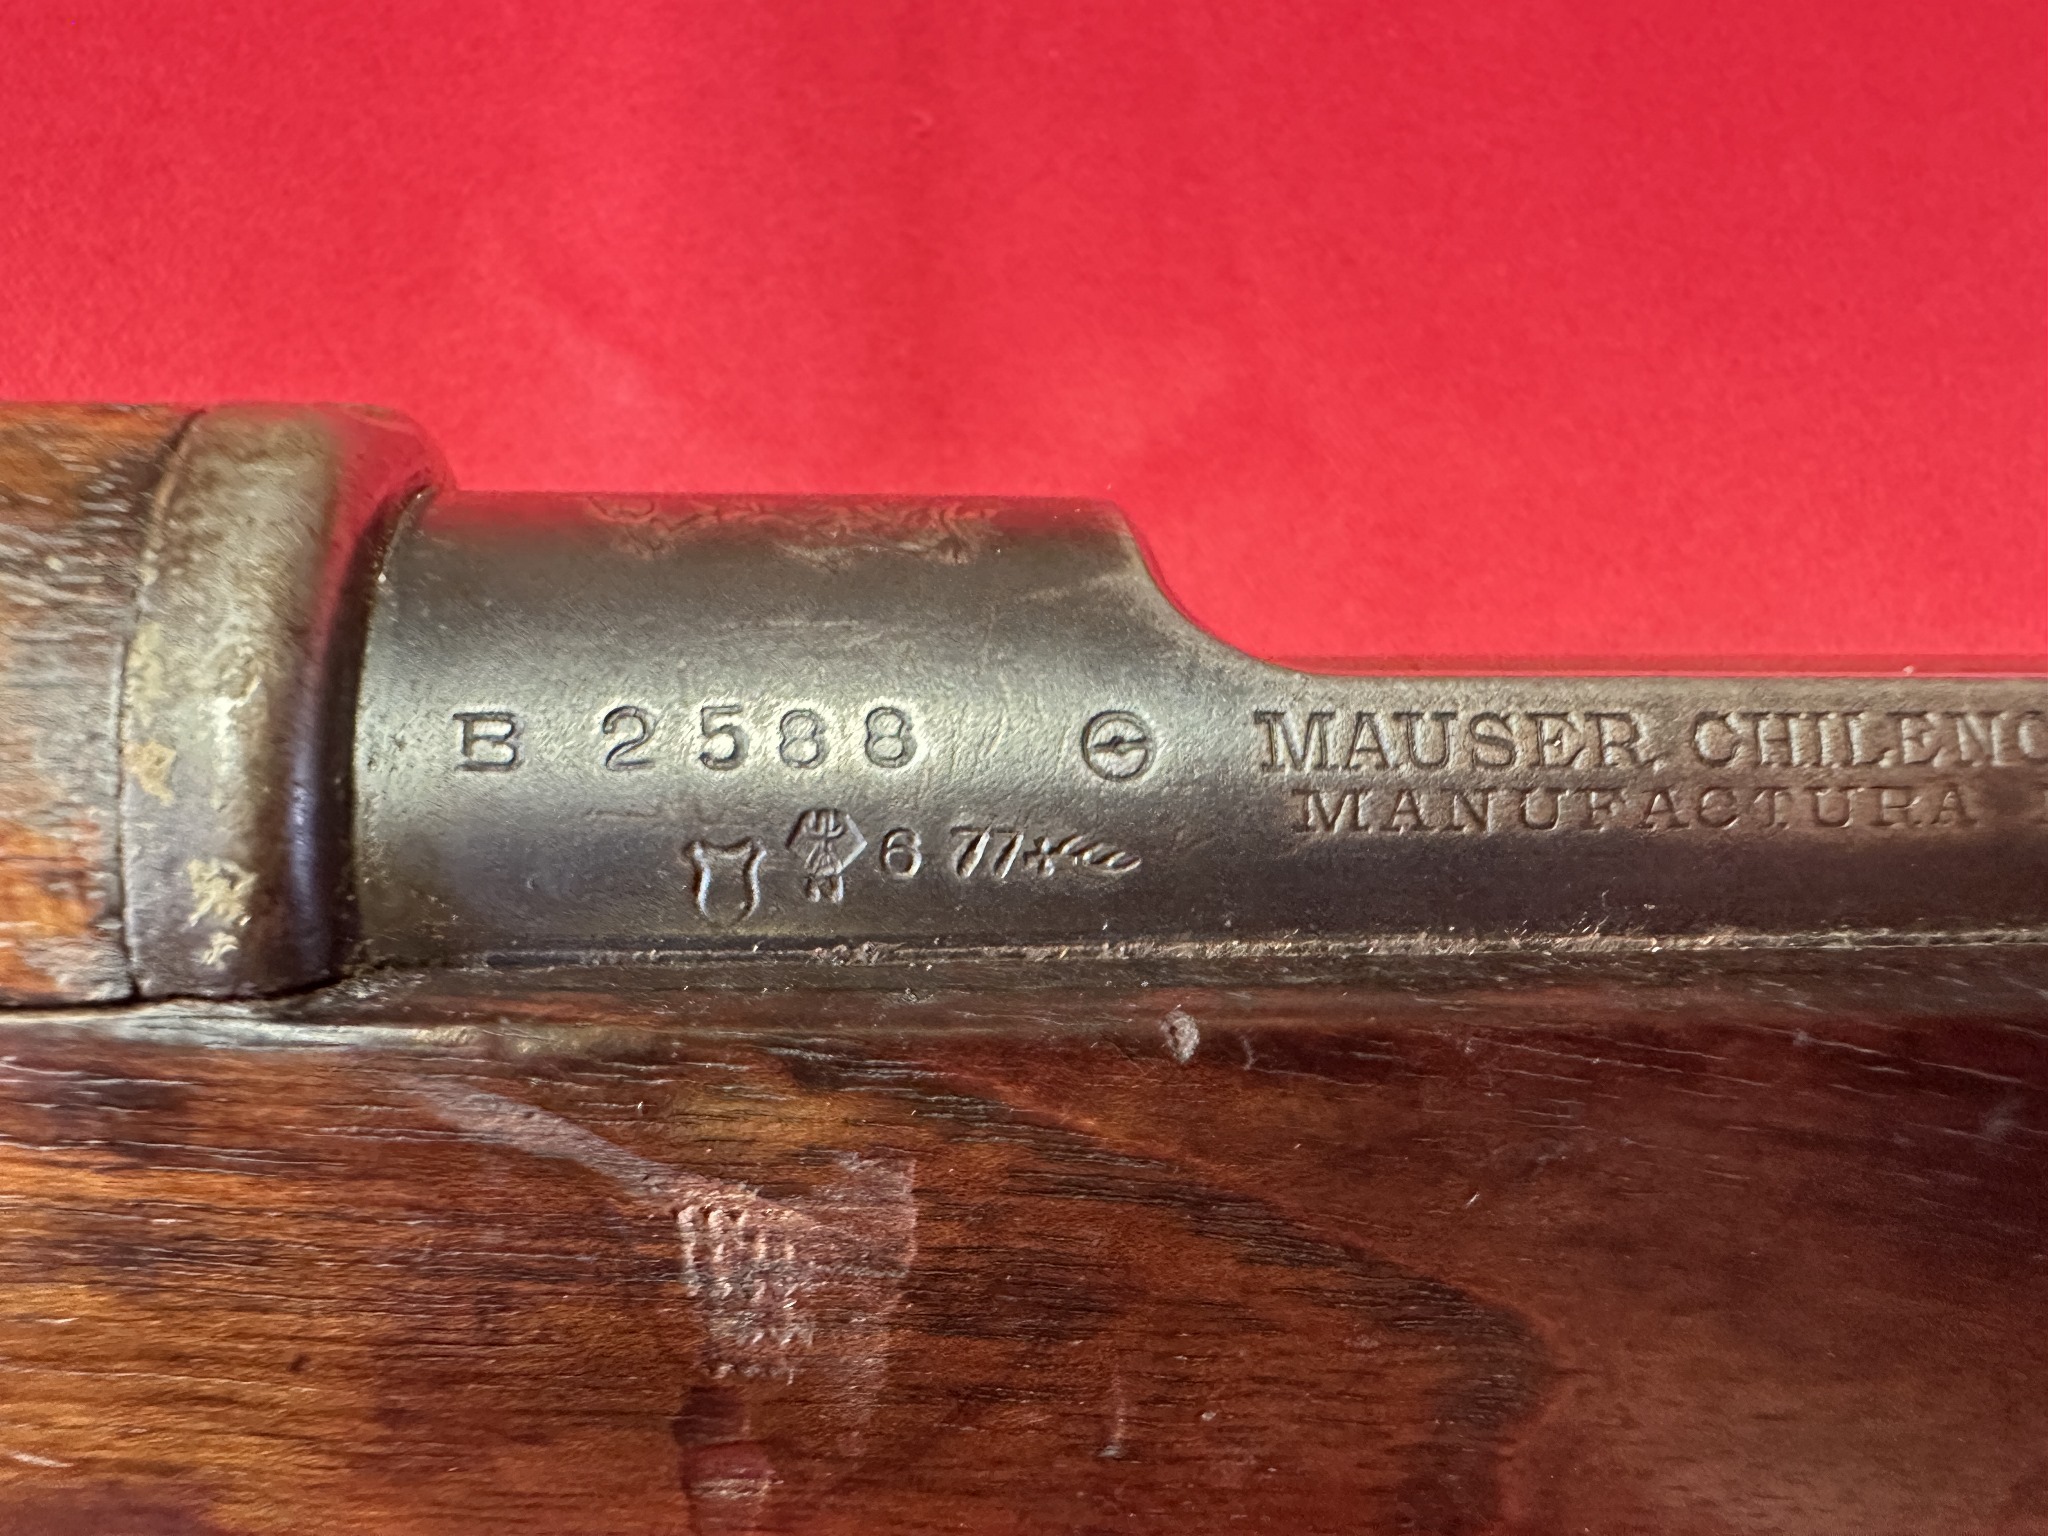 B 2588 MAUSER CHILENO
6 77
MANUFACTURA